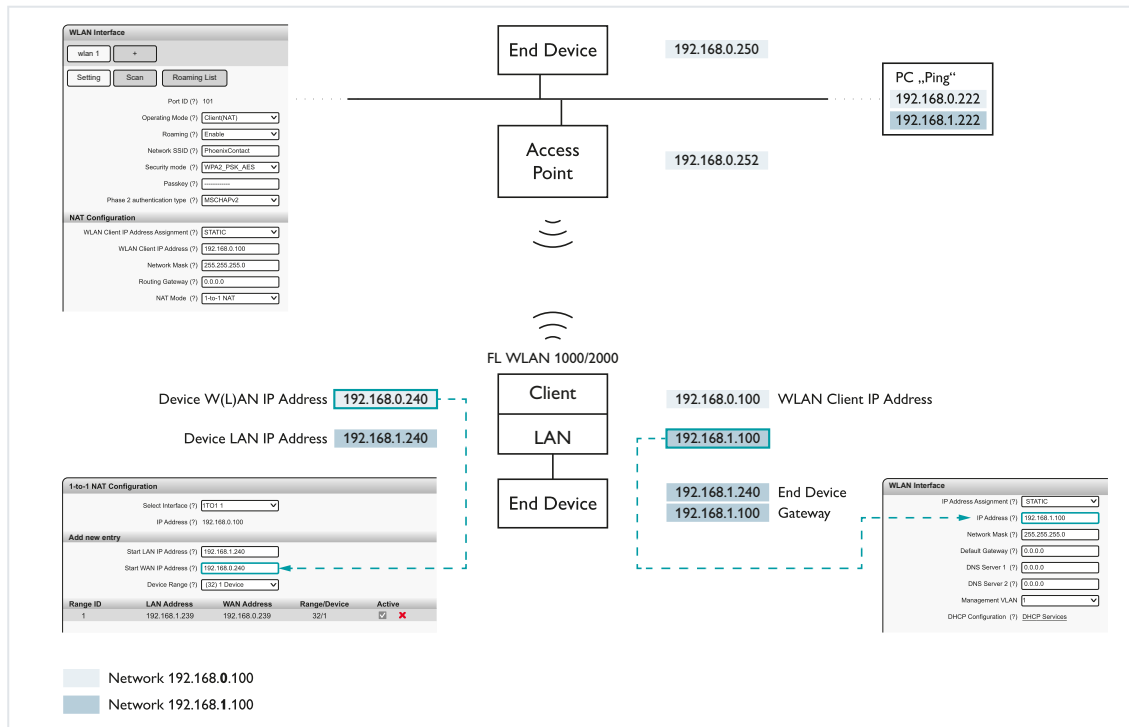 WLAN Interface
wlan 1 +
Setting Scan Roaming List
Port ID (?) 101
Operating Mode (?) Client(NAT)
Roaming (?) Enable
Network SSID (?) PhoenixContact
Security mode (?) WPA2_PSK_AES
Passkey (?) ------------
Phase 2 authentication type (?) MSCHAPv2
NAT Configuration
WLAN Client IP Address Assignment (?) STATIC
WLAN Client IP Address (?) 192.168.0.100
Network Mask (?) 255.255.255.0
Routing Gateway (?) 0.0.0.0
NAT Mode (?) 1-to-1 NAT
End Device 192.168.0.250
PC „Ping“
192.168.0.222
192.168.1.222
Access
Point
192.168.0.252
FL WLAN 1000/2000
Device W(L)AN IP Address 192.168.0.240
Client
192.168.0.100 WLAN Client IP Address
Device LAN IP Address 192.168.1.240
LAN
192.168.1.100
End Device
192.168.1.240 End Device
192.168.1.100 Gateway
1-to-1 NAT Configuration
Select Interface (?) 1TO1 1
IP Address (?) 192.168.0.100
Add new entry
Start LAN IP Address (?) 192.168.1.240
Start WAN IP Address (?) 192.168.0.240
Device Range (?) (32) 1 Device
Range ID LAN Address WAN Address Range/Device Active
1 192.168.1.239 192.168.0.239 32/1
WLAN Interface
IP Address Assignment (?) STATIC
IP Address (?) 192.168.1.100
Network Mask (?) 255.255.255.0
Default Gateway (?) 0.0.0.0
DNS Server 1 (?) 0.0.0.0
DNS Server 2 (?) 0.0.0.0
Management VLAN 1
DHCP Configuration (?) DHCP Services
Network 192.168.0.100
Network 192.168.1.100